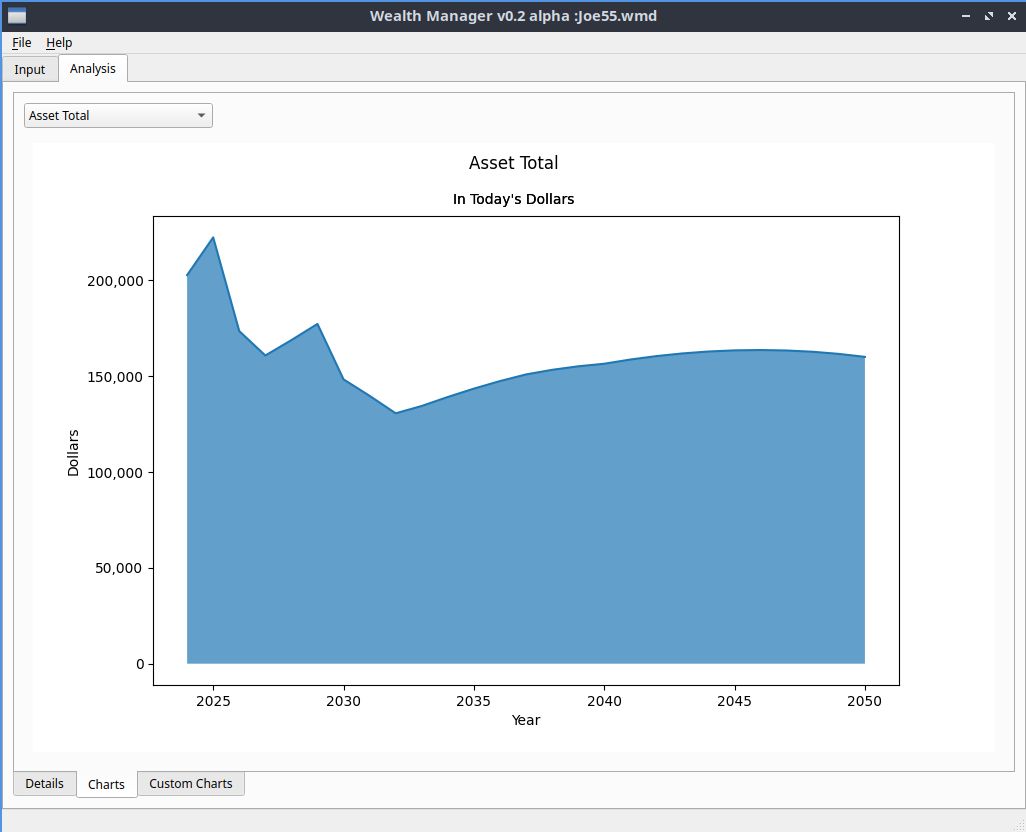 Wealth Manager v0.2 alpha :Joe55.wmd
File Help
Input Analysis
Asset Total
Asset Total
In Today's Dollars
200,000
150,000
100,000
50,000
0
Dollars
2025 2030 2035 2040 2045 2050
Year
Details Charts Custom Charts